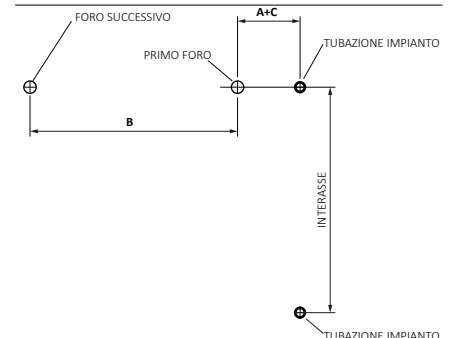 FORO SUCCESSIVO
A+C
TUBAZIONE IMPIANTO
PRIMO FORO
B
INTERASSE
TUBAZIONE IMPIANTO